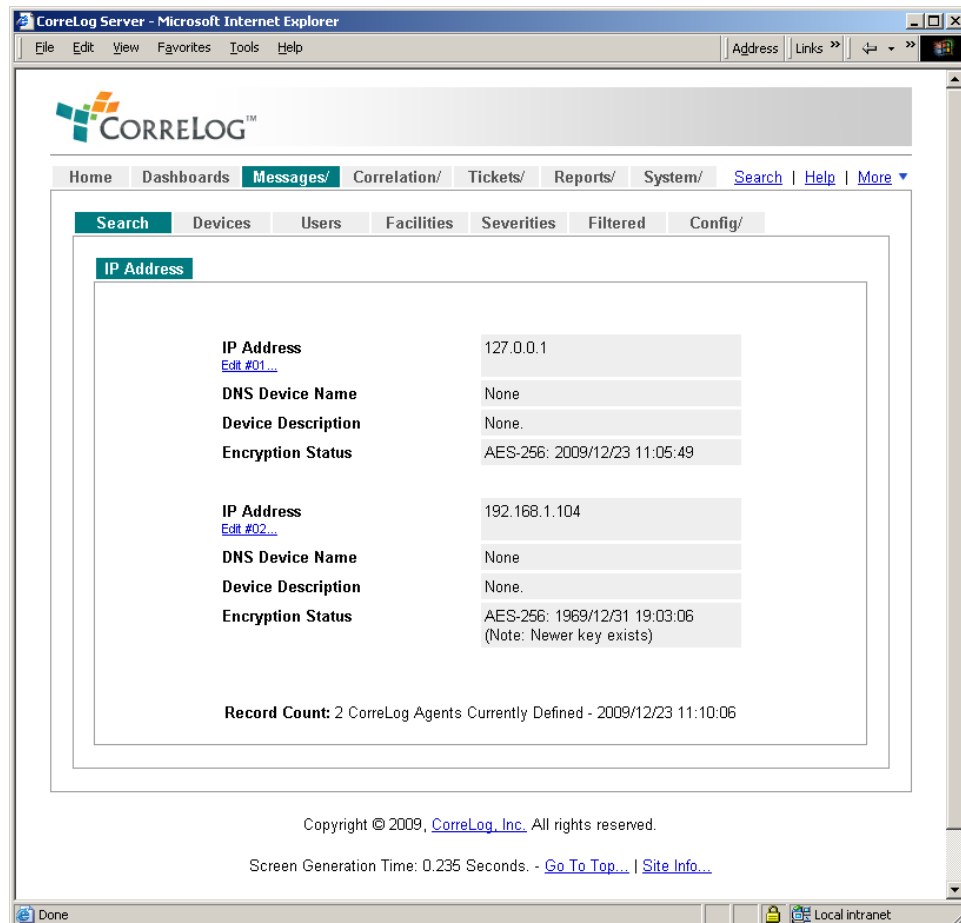 CorreLog Server - Microsoft Internet Explorer
File Edit View Favorites Tools Help Address Links »  »
CORRELOG™
Home Dashboards Messages/ Correlation/ Tickets/ Reports/ System/ Search | Help | More ▼
Search Devices Users Facilities Severities Filtered Config/
IP Address
IP Address 127.0.0.1
Edit #01...
DNS Device Name None
Device Description None.
Encryption Status AES-256: 2009/12/23 11:05:49
IP Address 192.168.1.104
Edit #02...
DNS Device Name None
Device Description None.
Encryption Status AES-256: 1969/12/31 19:03:06
(Note: Newer key exists)
Record Count: 2 CorreLog Agents Currently Defined - 2009/12/23 11:10:06
Copyright © 2009, CorreLog, Inc. All rights reserved.
Screen Generation Time: 0.235 Seconds. - Go To Top... | Site Info...
Done Local intranet